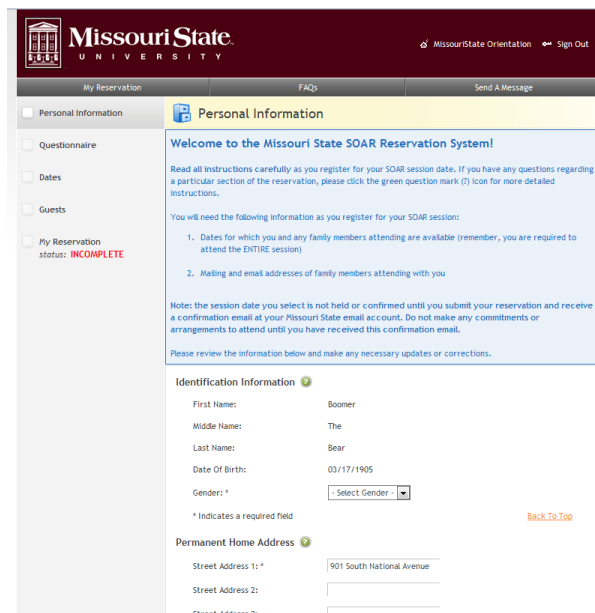 Missouri State.
UNIVERSITY
MissouriState Orientation Sign Out
My Reservation FAQs Send A Message
Personal Information
Questionnaire
Dates
Guests
My Reservation
status: INCOMPLETE
Personal Information
Welcome to the Missouri State SOAR Reservation System!
Read all instructions carefully as you register for your SOAR session date. If you have any questions regarding
a particular section of the reservation, please click the green question mark (?) icon for more detailed
instructions.
You will need the following information as you register for your SOAR session:
1. Dates for which you and any family members attending are available (remember, you are required to
attend the ENTIRE session)
2. Mailing and email addresses of family members attending with you
Note: the session date you select is not held or confirmed until you submit your reservation and receive
a confirmation email at your Missouri State email account. Do not make any commitments or
arrangements to attend until you have received this confirmation email.
Please review the information below and make any necessary updates or corrections.
Identification Information ?
First Name: Boomer
Middle Name: The
Last Name: Bear
Date Of Birth: 03/17/1905
Gender: * - Select Gender -
* Indicates a required field Back To Top
Permanent Home Address ?
Street Address 1: * 901 South National Avenue
Street Address 2: